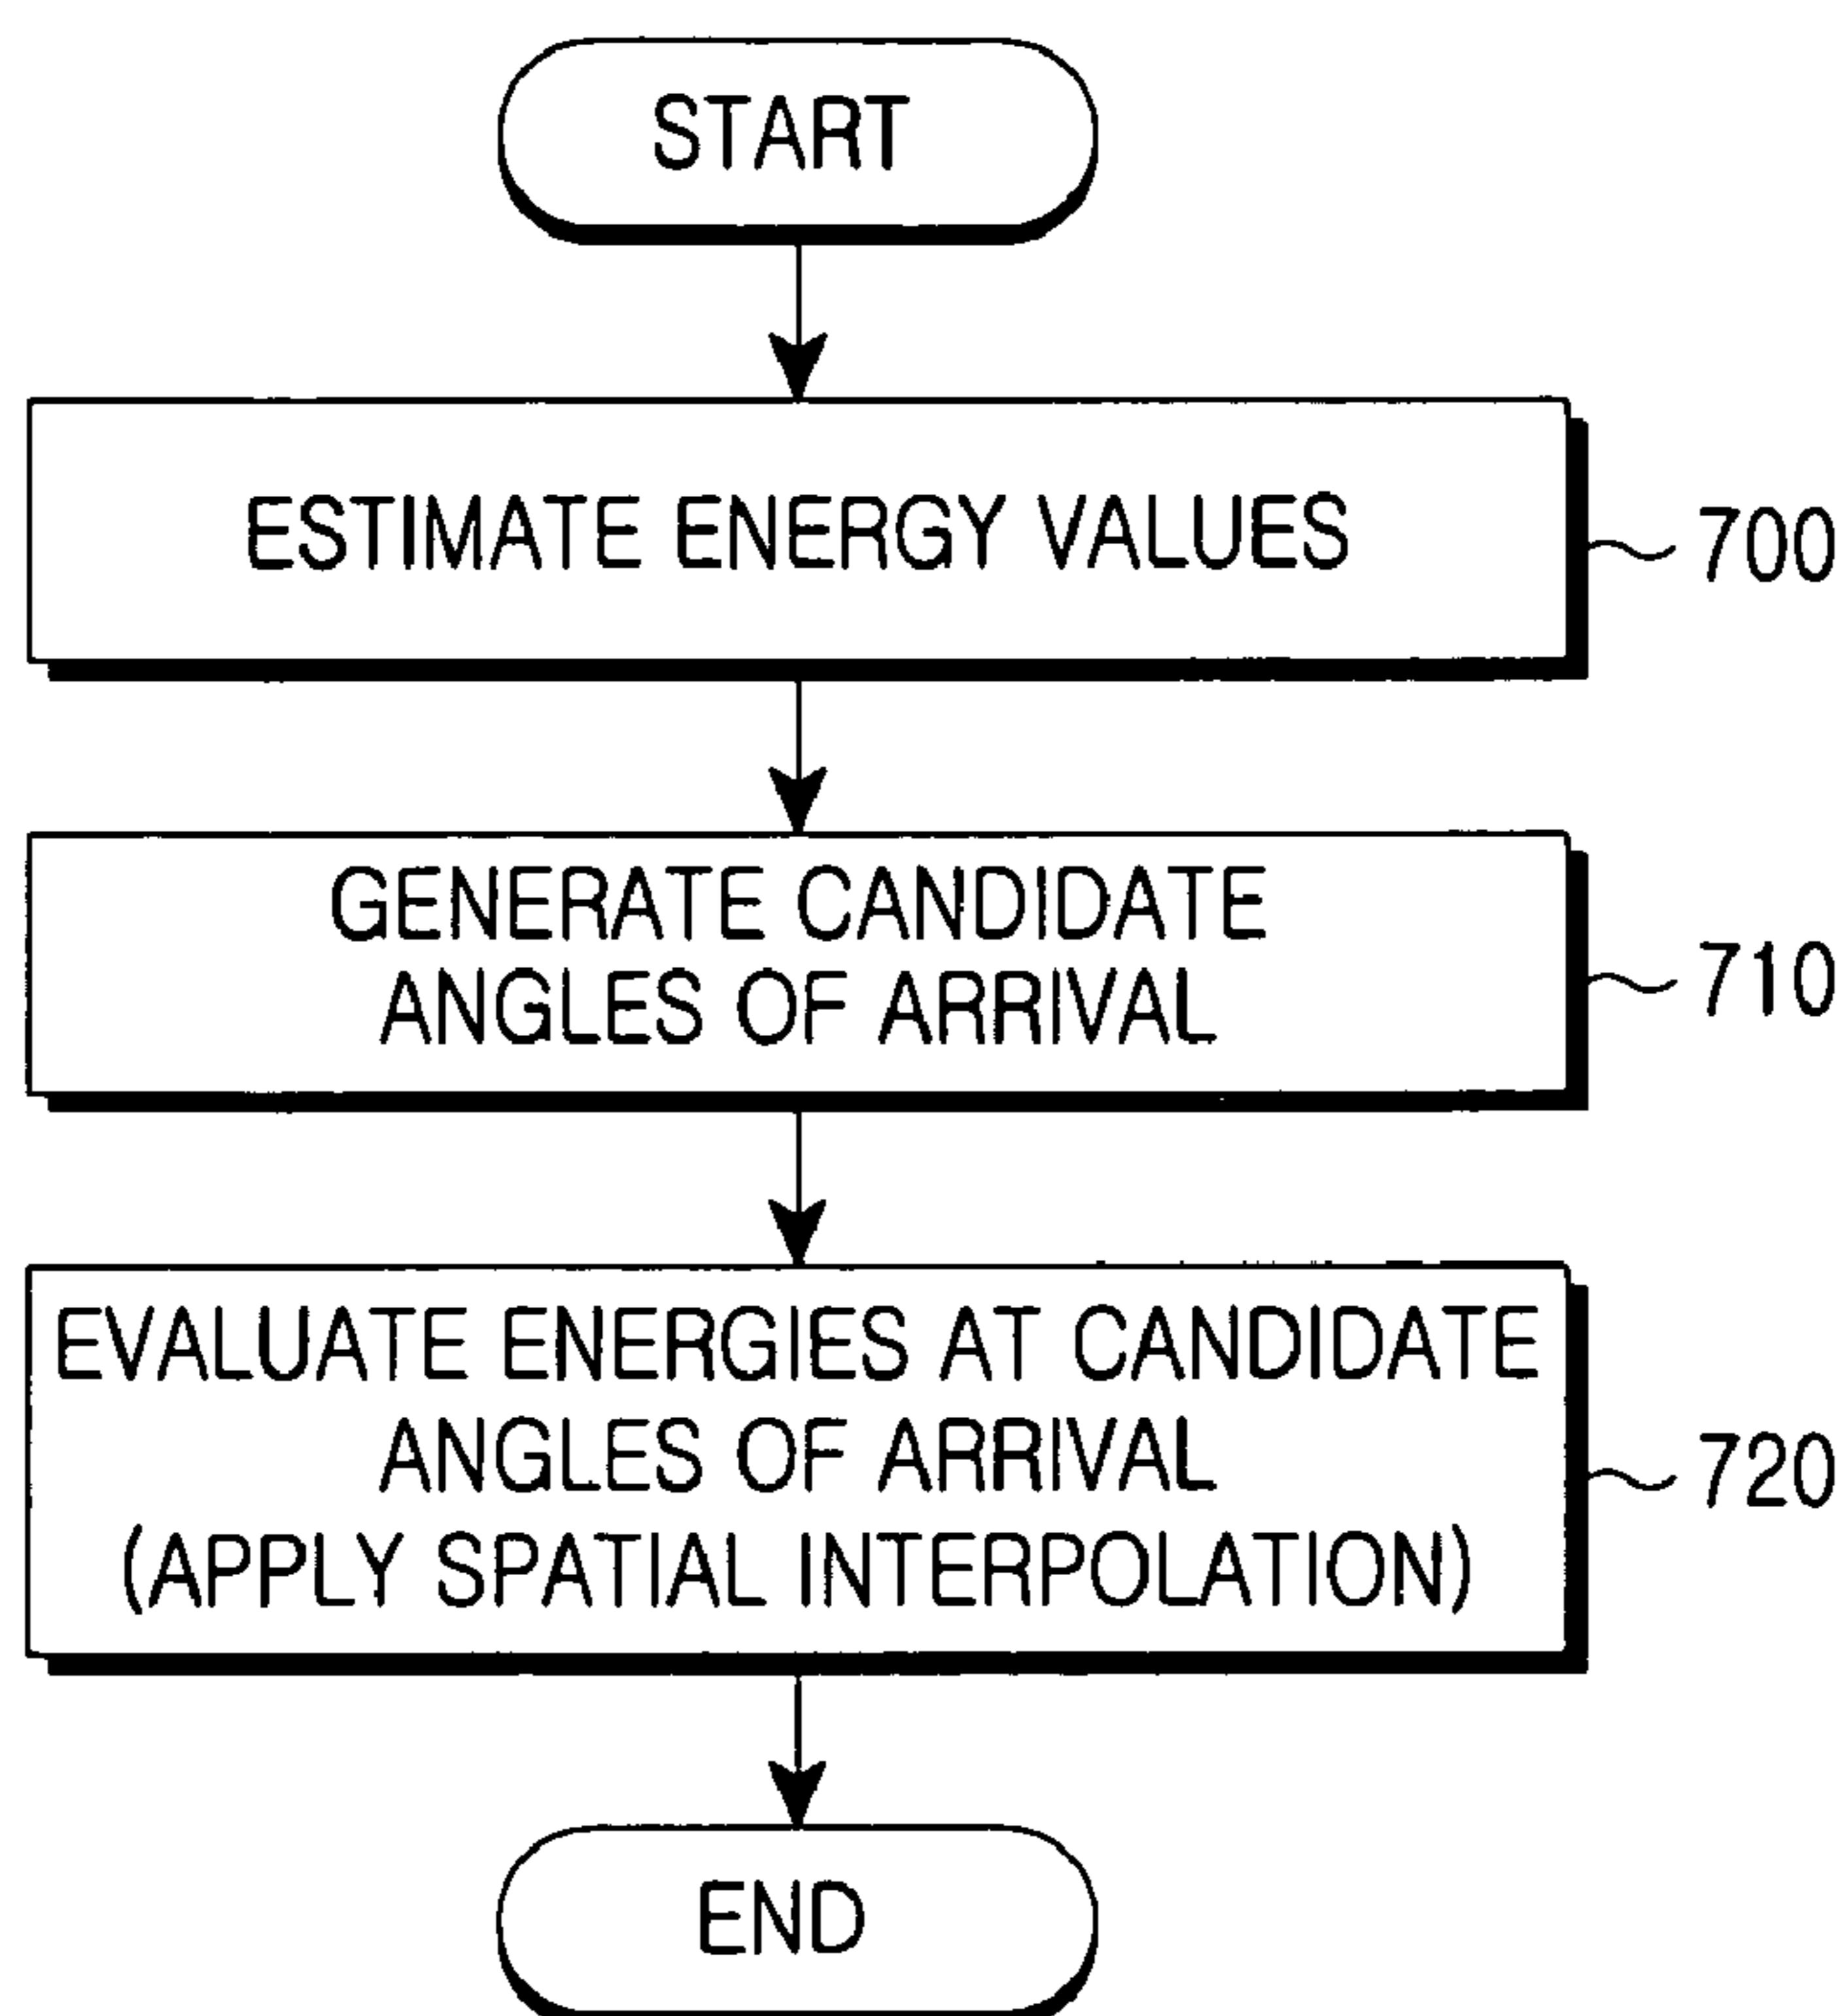 START
ESTIMATE ENERGY VALUES
700
GENERATE CANDIDATE
ANGLES OF ARRIVAL
710
EVALUATE ENERGIES AT CANDIDATE
ANGLES OF ARRIVAL
(APPLY SPATIAL INTERPOLATION)
720
END